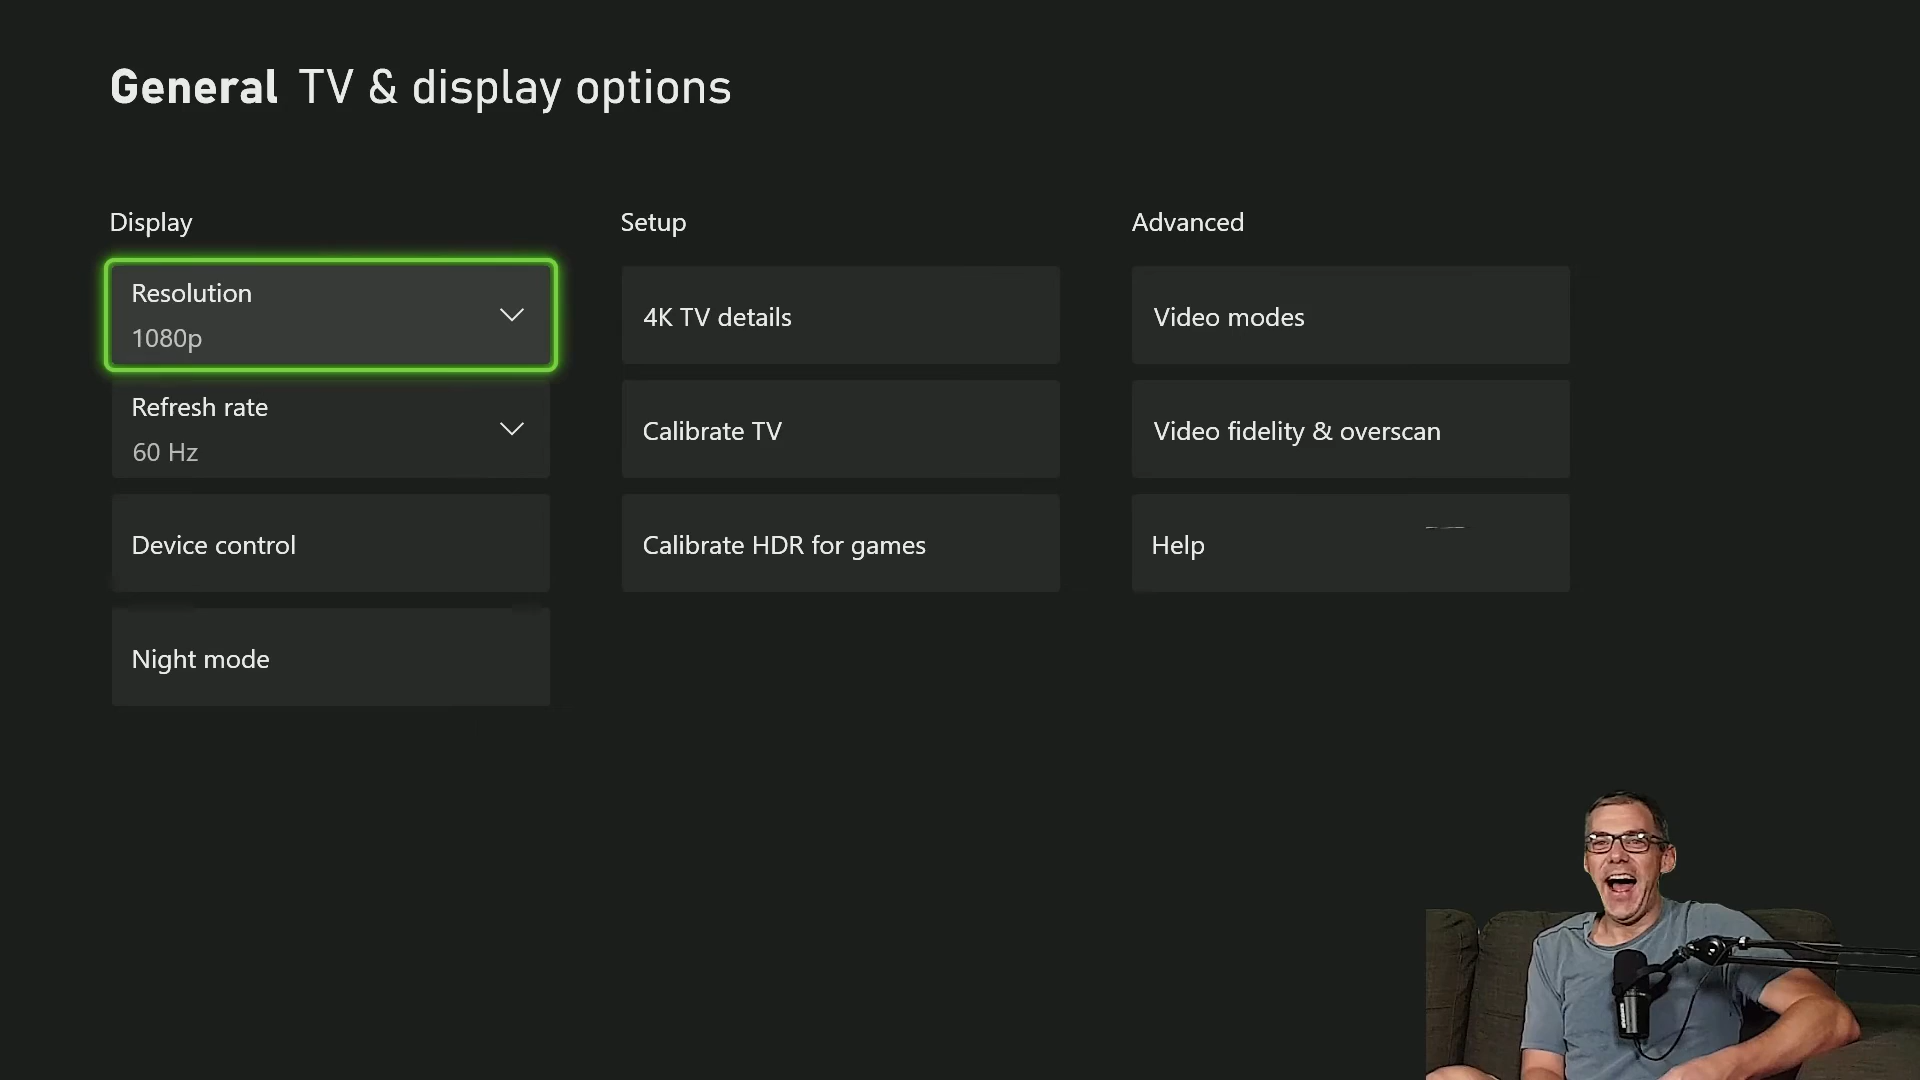 General TV & display options
Display
Resolution
1080p
Refresh rate
60 Hz
Device control
Night mode
Setup
4K TV details
Calibrate TV
Calibrate HDR for games
Advanced
Video modes
Video fidelity & overscan
Help